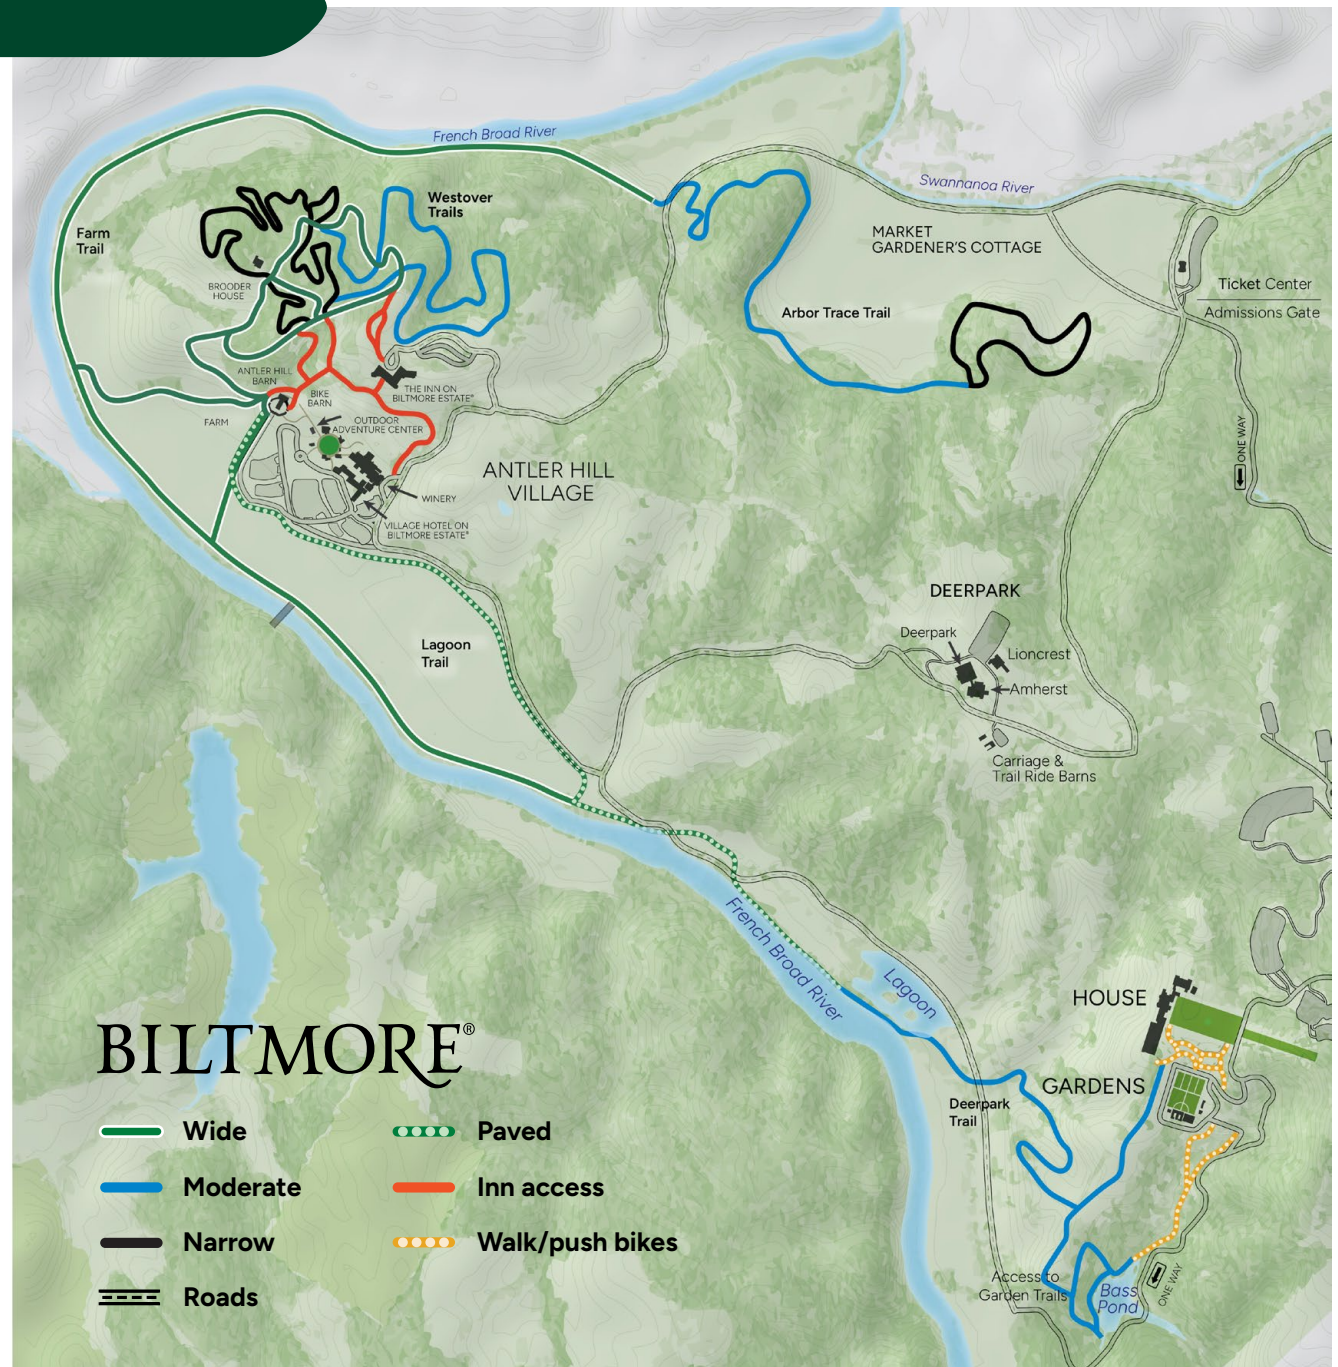 French Broad River
Swannanoa River
Westover
Trails
Farm
Trail
MARKET
GARDENER'S COTTAGE
BROODER
HOUSE
Ticket Center
Admissions Gate
Arbor Trace Trail
ANTLER HILL
BARN
BIKE
BARN
THE INN ON
BILTMORE ESTATE®
FARM
OUTDOOR
ADVENTURE CENTER
ONE WAY
ANTLER HILL
VILLAGE
WINERY
VILLAGE HOTEL ON
BILTMORE ESTATE®
DEERPARK
Deerpark
Lioncrest
Amherst
Lagoon
Trail
Carriage &
Trail Ride Barns
French Broad River
Lagoon
HOUSE
GARDENS
Deerpark
Trail
Access to
Garden Trails
Bass
Pond
ONE WAY
BILTMORE®
Wide
Moderate
Narrow
Roads
Paved
Inn access
Walk/push bikes